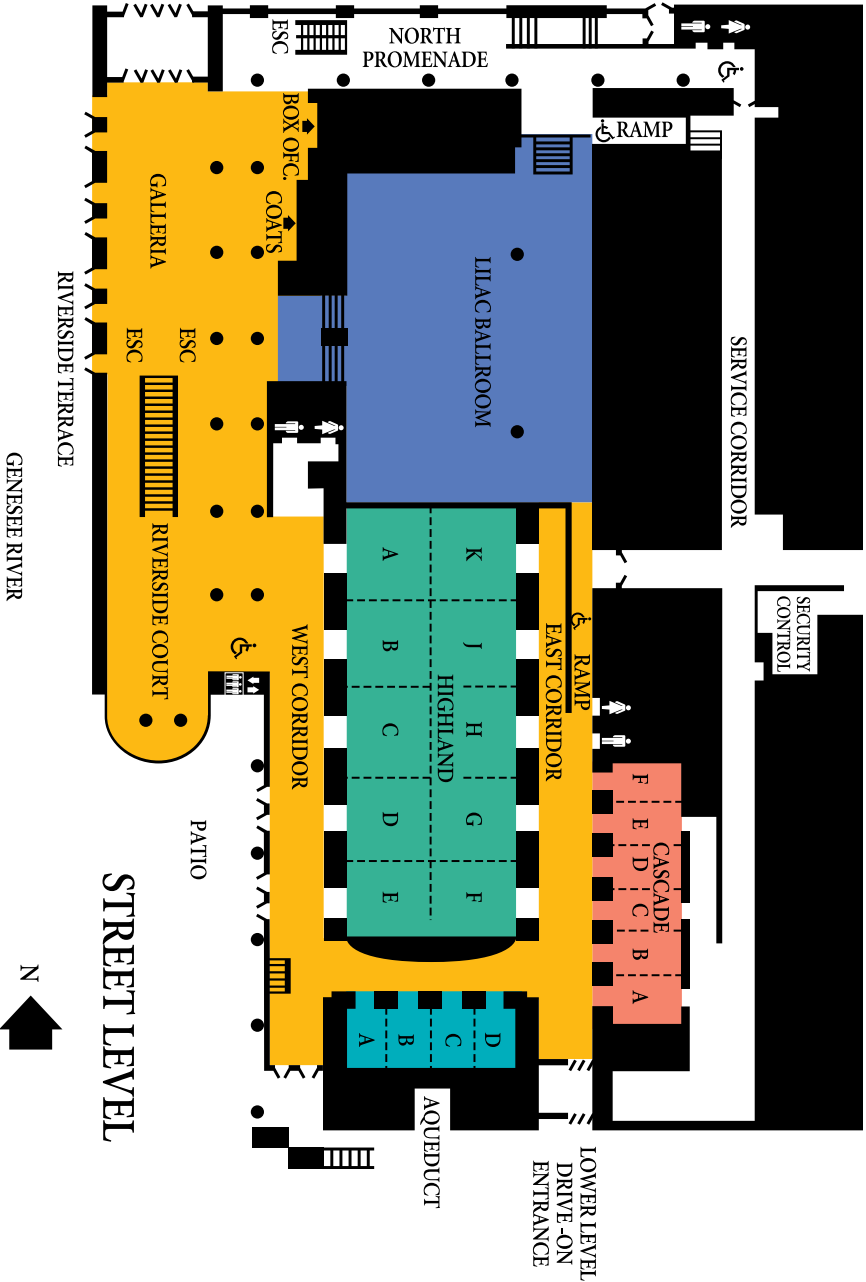 ESC
NORTH
PROMENADE
BOX OFC.
RAMP
COATS
GALLERIA
LILAC BALLROOM
RIVERSIDE TERRACE
ESC
ESC
SERVICE CORRIDOR
GENESEE RIVER
RIVERSIDE COURT
A
K
SECURITY
CONTROL
WEST CORRIDOR
EAST CORRIDOR
RAMP
B
J
HIGHLAND
C
H
D
G
E
F
CASCADE
F
E
D
C
B
A
PATIO
STREET LEVEL
N
A
B
C
D
AQUEDUCT
LOWER LEVEL
DRIVE-ON
ENTRANCE